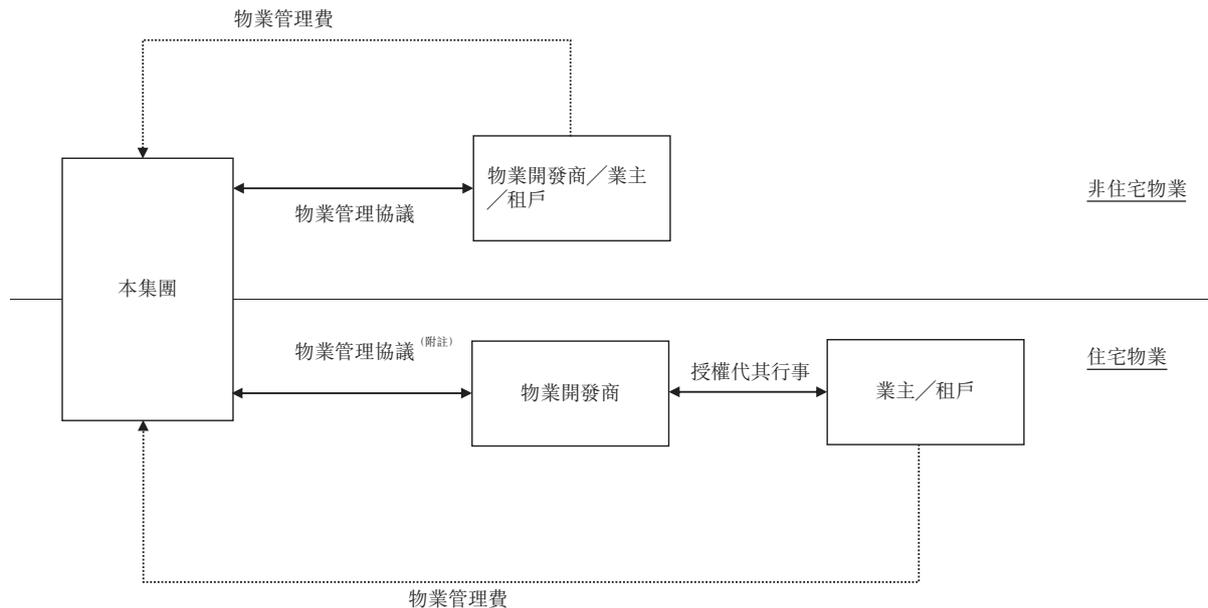 物業管理費
物業開發商／業主
／租戶
非住宅物業
物業管理協議
本集團
物業管理協議（附註）
住宅物業
授權代其行事
物業開發商
業主／租戶
物業管理費